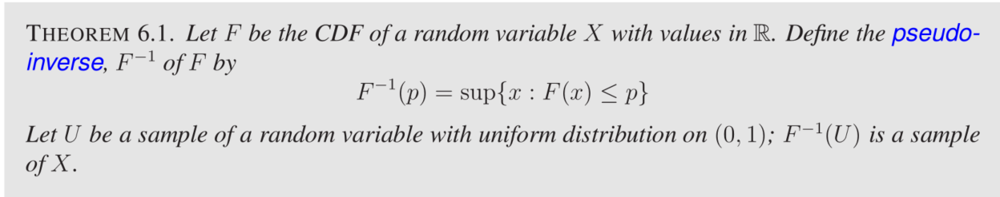 THEOREM 6.1. Let F be the CDF of a random variable X with values in ℝ. Define the pseudo-
inverse, F⁻¹ of F by
F⁻¹(p) = sup{x : F(x) ≤ p}
Let U be a sample of a random variable with uniform distribution on (0, 1); F⁻¹(U) is a sample
of X.